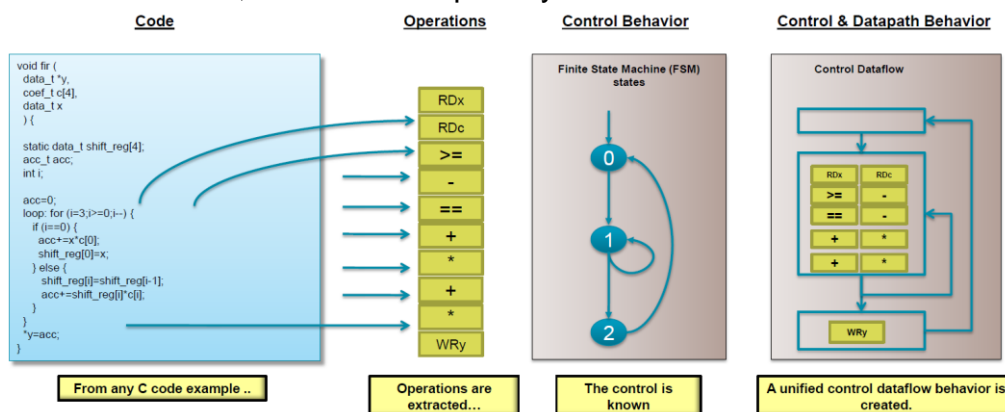 Code
Operations
Control Behavior
Control & Datapath Behavior
void fir (
data_t *y,
coef_t c[4],
data_t x
) {
static data_t shift_reg[4];
acc_t acc;
int i;
acc=0;
loop: for (i=3;i>=0;i--) {
if (i==0) {
acc+=x*c[0];
shift_reg[0]=x;
} else {
shift_reg[i]=shift_reg[i-1];
acc+=shift_reg[i]*c[i];
}
}
*y=acc;
}
From any C code example ..
RDx
RDc
>=
-
==
+
*
+
*
WRy
Operations are
extracted…
Finite State Machine (FSM)
states
0
1
2
The control is
known
Control Dataflow
RDx RDc
>= -
== -
+ *
+ *
WRy
A unified control dataflow behavior is
created.